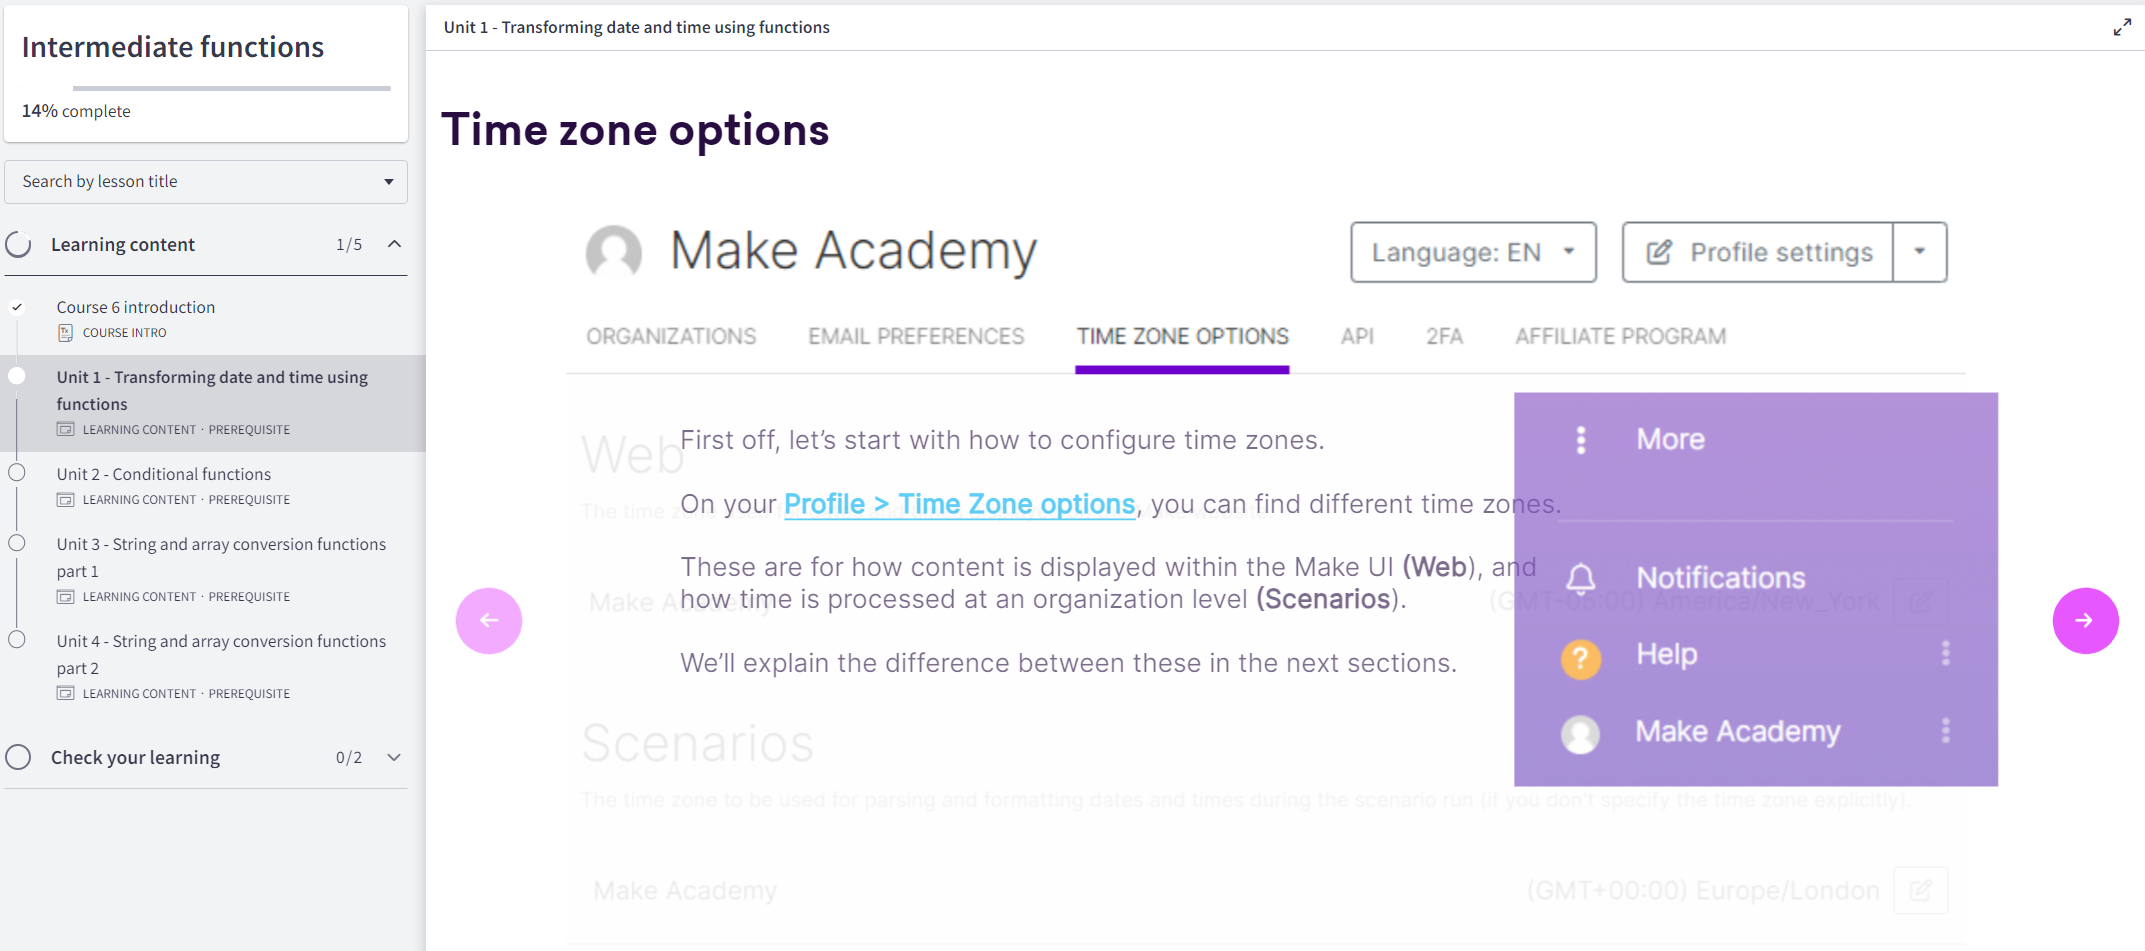 Intermediate functions
14% complete
Search by lesson title
Learning content 1/5
Course 6 introduction
COURSE INTRO
Unit 1 - Transforming date and time using
functions
LEARNING CONTENT · PREREQUISITE
Unit 2 - Conditional functions
LEARNING CONTENT · PREREQUISITE
Unit 3 - String and array conversion functions
part 1
LEARNING CONTENT · PREREQUISITE
Unit 4 - String and array conversion functions
part 2
LEARNING CONTENT · PREREQUISITE
Check your learning 0/2
Unit 1 - Transforming date and time using functions
Time zone options
Make Academy
Language: EN
Profile settings
ORGANIZATIONS EMAIL PREFERENCES TIME ZONE OPTIONS API 2FA AFFILIATE PROGRAM
Web
First off, let's start with how to configure time zones.
On your Profile > Time Zone options, you can find different time zones.
The time zone
These are for how content is displayed within the Make UI (Web), and
how time is processed at an organization level (Scenarios).
Make Academy (GMT-05:00) America/New_York
We'll explain the difference between these in the next sections.
More
Notifications
Help
Make Academy
Scenarios
The time zone to be used for parsing and formatting dates and times during the scenario run (if you don't specify the time zone explicitly).
Make Academy (GMT+00:00) Europe/London